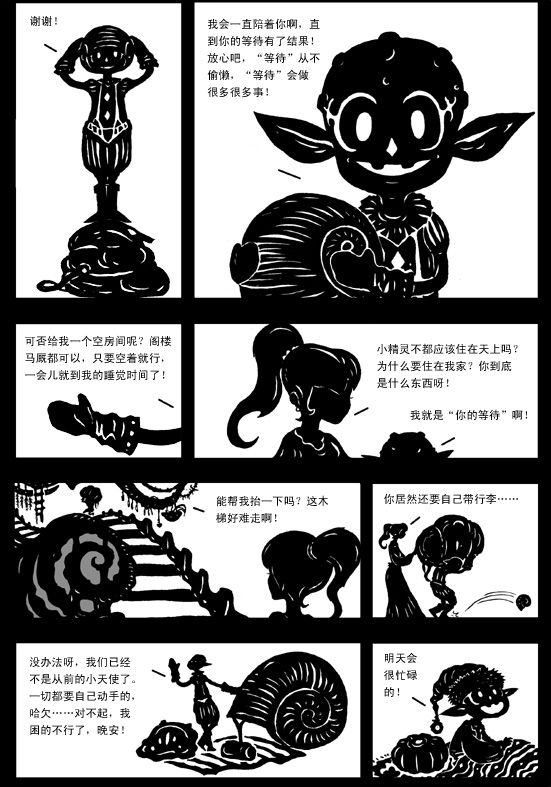 谢谢！
我会一直陪着你啊，直
到你的等待有了结果！
放心吧，“等待”从不
偷懒，“等待”会做
很多很多事！
可否给我一个空房间呢？阁楼
马厩都可以，只要空着就行，
一会儿就到我的睡觉时间了！
小精灵不都应该住在天上吗？
为什么要住在我家？你到底
是什么东西呀！
我就是“你的等待”啊！
能帮我抬一下吗？这木
梯好难走啊！
你居然还要自己带行李……
没办法呀，我们已经
不是从前的小天使了。
一切都要自己动手的，
哈欠……对不起，我
困的不行了，晚安！
明天会
很忙碌
的！